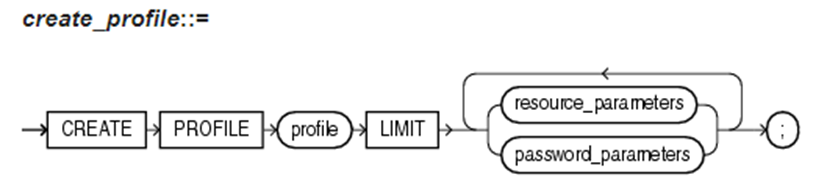 create_profile::=
resource_parameters
CREATE PROFILE profile LIMIT ;
password_parameters